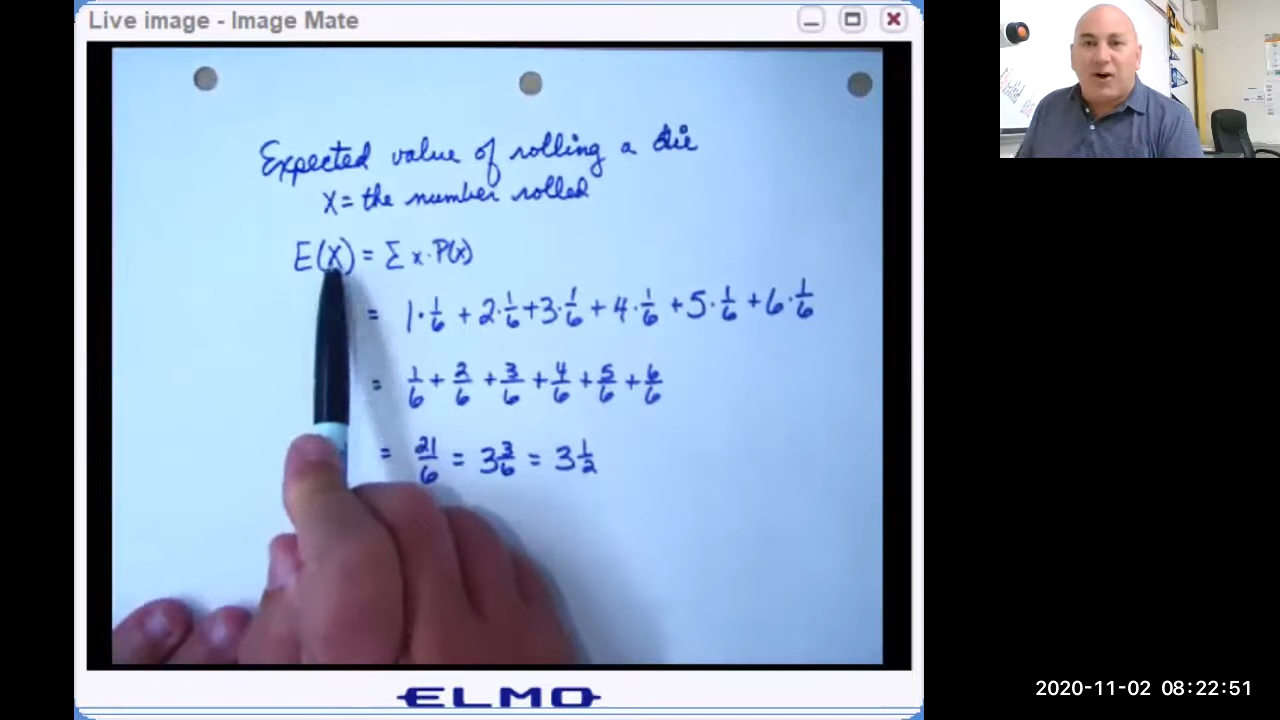 Live image - Image Mate
Expected value of rolling a die
X = the number rolled
E(X) = Σ x · P(x)
= 1 · 1/6 + 2 · 1/6 + 3 · 1/6 + 4 · 1/6 + 5 · 1/6 + 6 · 1/6
= 1/6 + 2/6 + 3/6 + 4/6 + 5/6 + 6/6
= 21/6 = 3 3/6 = 3 1/2
ELMO
2020-11-02 08:22:51